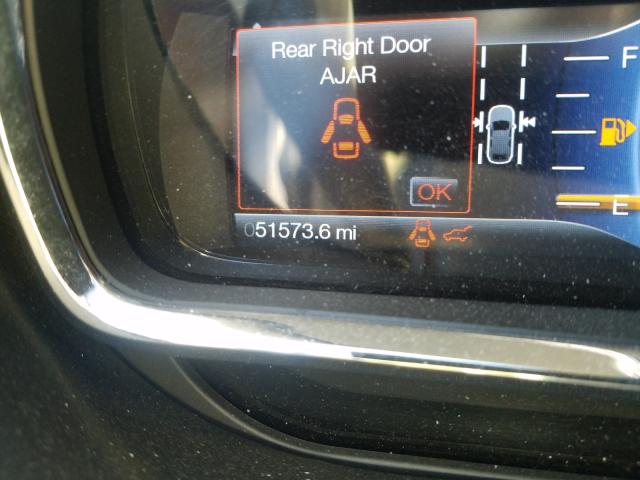 Rear Right Door
AJAR
OK
F
E
051573.6 mi